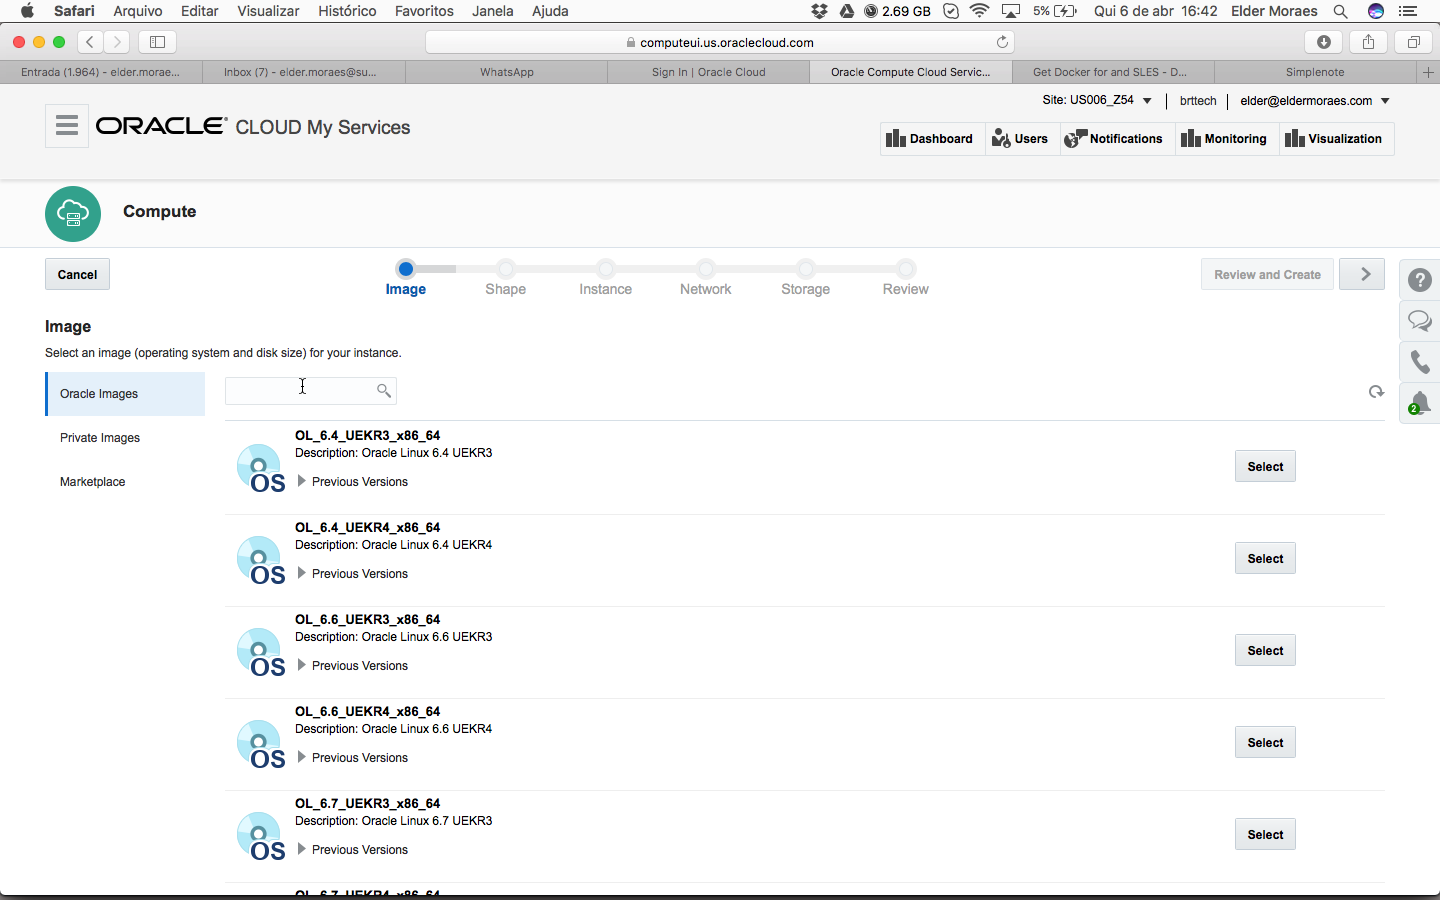 Safari Arquivo Editar Visualizar Histórico Favoritos Janela Ajuda 2.69 GB 5% Qui 6 de abr 16:42 Elder Moraes
computeui.us.oraclecloud.com
Entrada (1.964) - elder.morae... Inbox (7) - elder.moraes@su... WhatsApp Sign In | Oracle Cloud Oracle Compute Cloud Servic... Get Docker for and SLES - D... Simplenote
Site: US006_Z54 brttech elder@eldermoraes.com
ORACLE CLOUD My Services
Dashboard Users Notifications Monitoring Visualization
Compute
Cancel
Image Shape Instance Network Storage Review
Review and Create
Image
Select an image (operating system and disk size) for your instance.
Oracle Images
Private Images
Marketplace
OL_6.4_UEKR3_x86_64
Description: Oracle Linux 6.4 UEKR3
OS
Previous Versions
Select
OL_6.4_UEKR4_x86_64
Description: Oracle Linux 6.4 UEKR4
OS
Previous Versions
Select
OL_6.6_UEKR3_x86_64
Description: Oracle Linux 6.6 UEKR3
OS
Previous Versions
Select
OL_6.6_UEKR4_x86_64
Description: Oracle Linux 6.6 UEKR4
OS
Previous Versions
Select
OL_6.7_UEKR3_x86_64
Description: Oracle Linux 6.7 UEKR3
OS
Previous Versions
Select
OL_6.7_UEKR4_x86_64
?
2